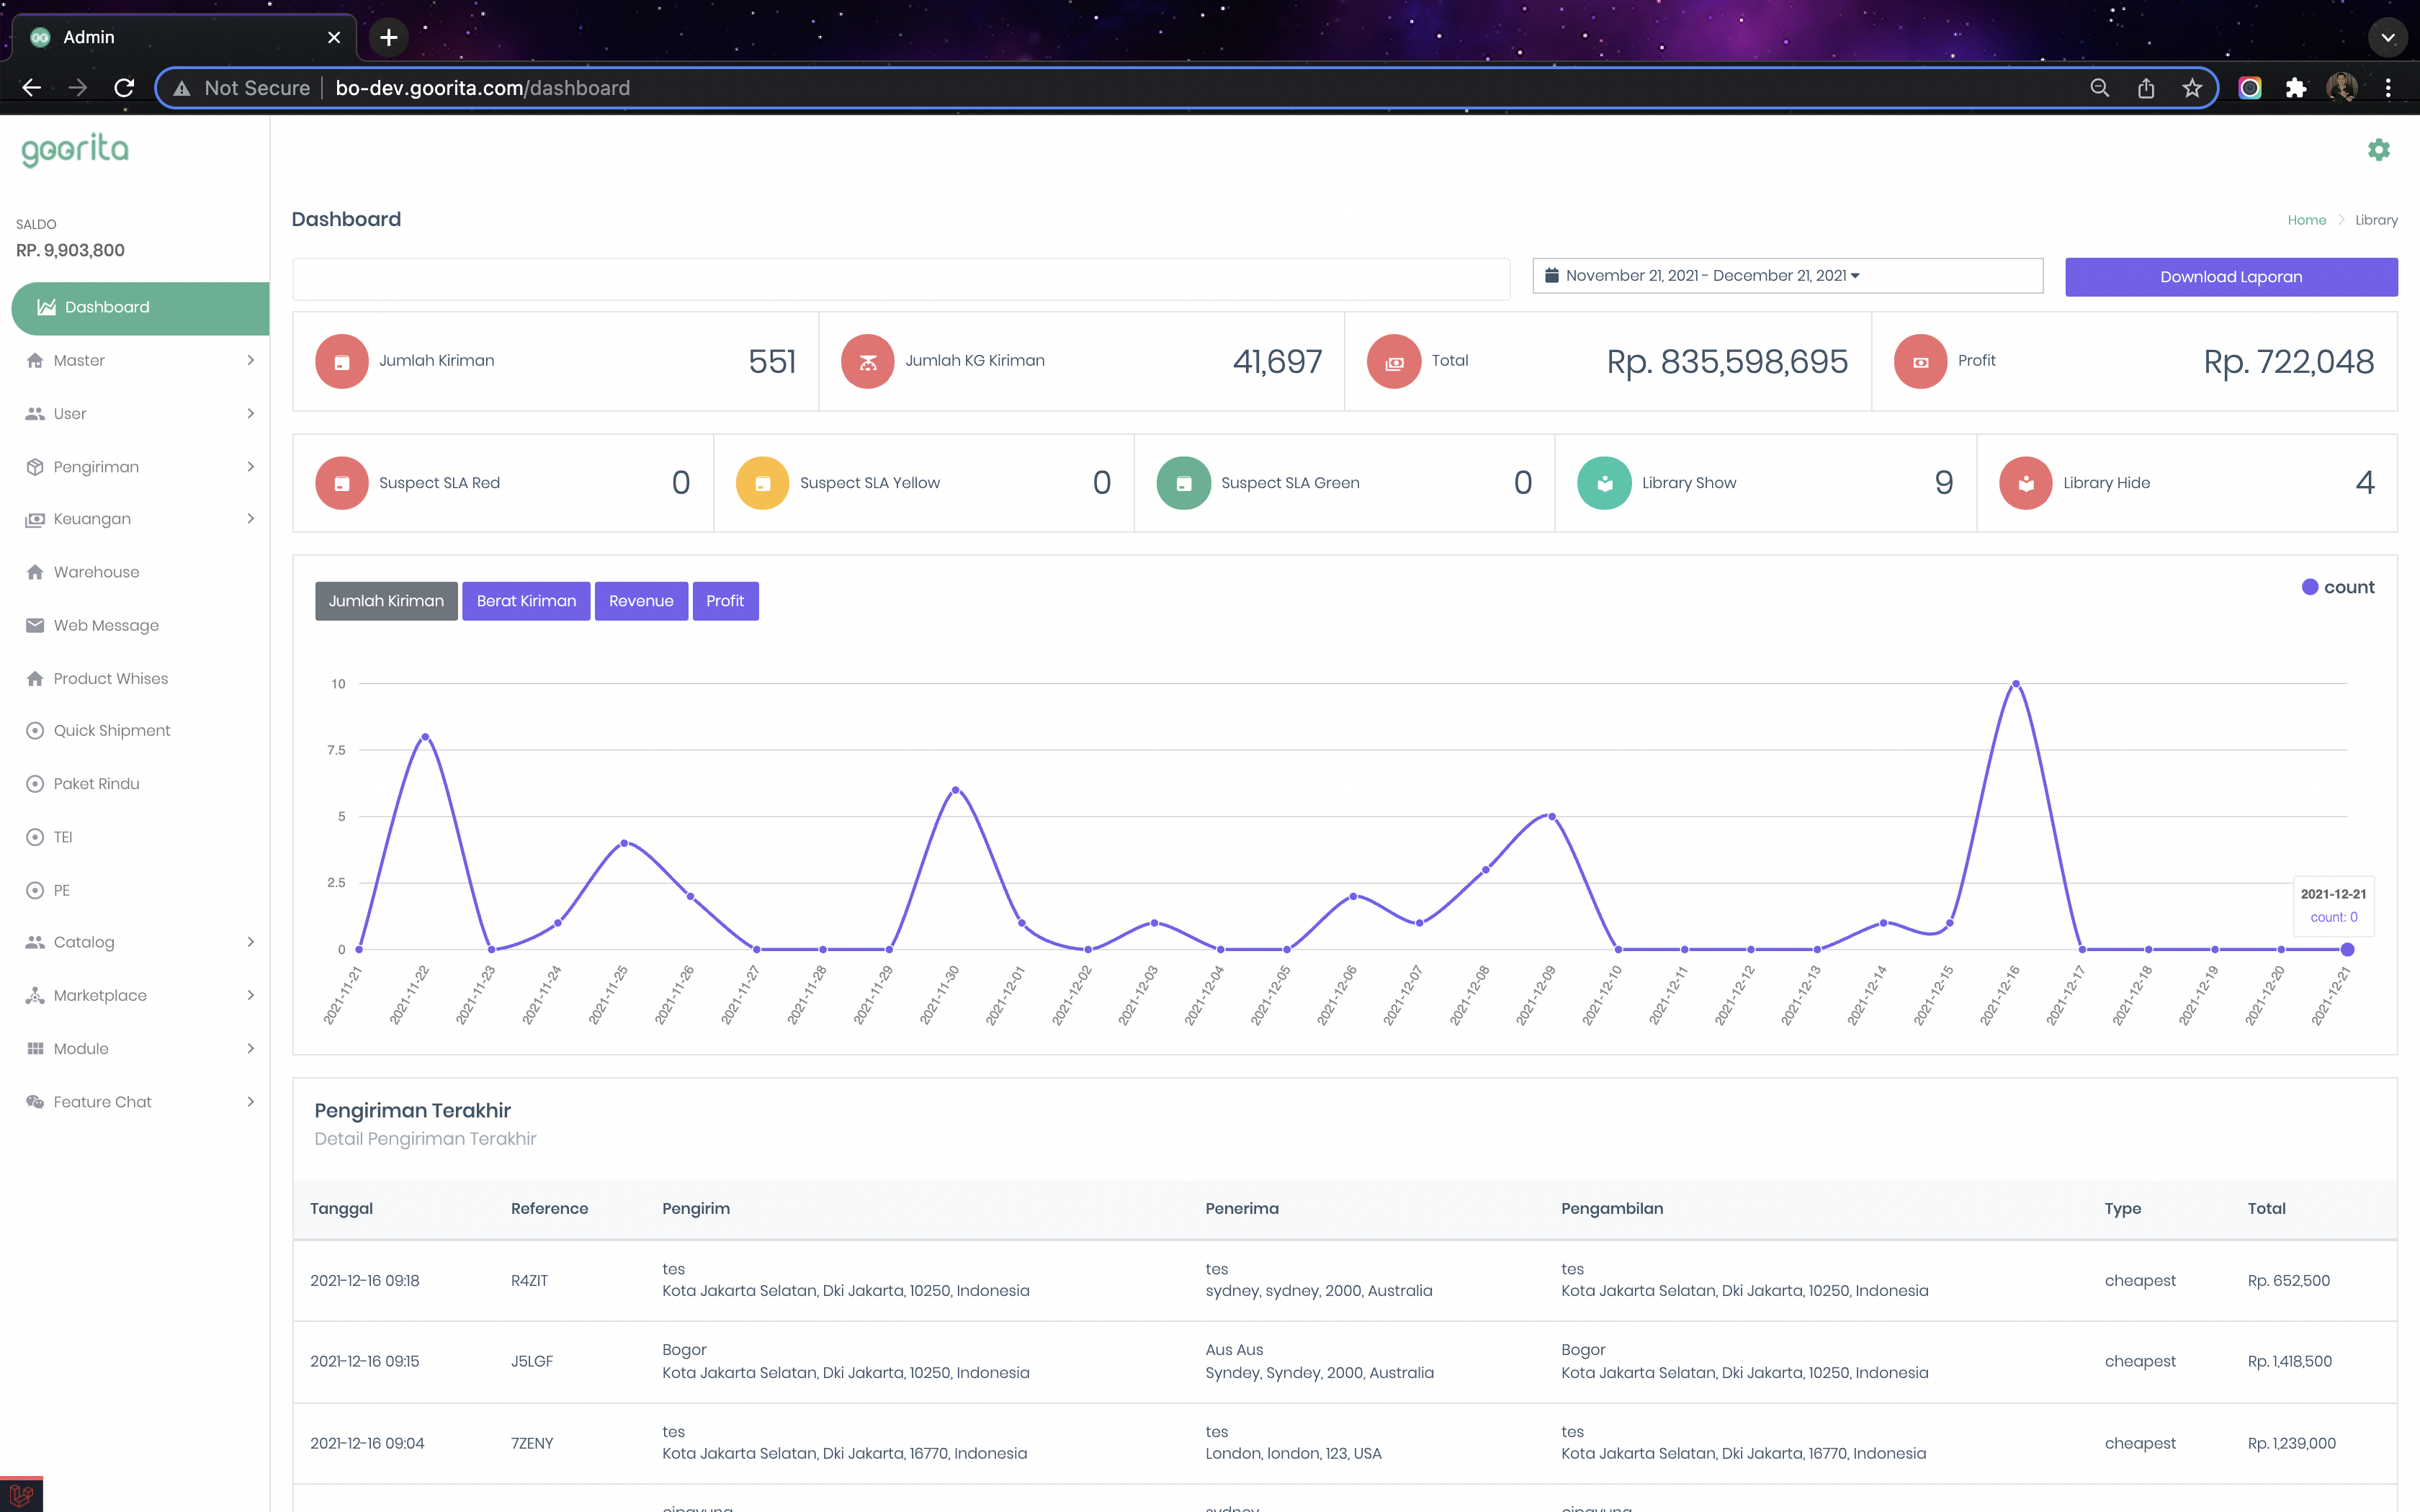 Admin
Not Secure bo-dev.goorita.com/dashboard
goorita
SALDO
RP. 9,903,800
Dashboard
Master
User
Pengiriman
Keuangan
Warehouse
Web Message
Product Whises
Quick Shipment
Paket Rindu
TEI
PE
Catalog
Marketplace
Module
Feature Chat
Dashboard
Home > Library
November 21, 2021 - December 21, 2021
Download Laporan
Jumlah Kiriman 551
Jumlah KG Kiriman 41,697
Total Rp. 835,598,695
Profit Rp. 722,048
Suspect SLA Red 0
Suspect SLA Yellow 0
Suspect SLA Green 0
Library Show 9
Library Hide 4
Jumlah Kiriman Berat Kiriman Revenue Profit
count
10
7.5
5
2.5
0
2021-12-21
count: 0
2021-11-21 2021-11-22 2021-11-23 2021-11-24 2021-11-25 2021-11-26 2021-11-27 2021-11-28 2021-11-29 2021-11-30 2021-12-01 2021-12-02 2021-12-03 2021-12-04 2021-12-05 2021-12-06 2021-12-07 2021-12-08 2021-12-09 2021-12-10 2021-12-11 2021-12-12 2021-12-13 2021-12-14 2021-12-15 2021-12-16 2021-12-17 2021-12-18 2021-12-19 2021-12-20 2021-12-21
Pengiriman Terakhir
Detail Pengiriman Terakhir
Tanggal Reference Pengirim Penerima Pengambilan Type Total
2021-12-16 09:18 R4ZIT tes tes tes cheapest Rp. 652,500
Kota Jakarta Selatan, Dki Jakarta, 10250, Indonesia sydney, sydney, 2000, Australia Kota Jakarta Selatan, Dki Jakarta, 10250, Indonesia
2021-12-16 09:15 J5LGF Bogor Aus Aus Bogor cheapest Rp. 1,418,500
Kota Jakarta Selatan, Dki Jakarta, 10250, Indonesia Syndey, Syndey, 2000, Australia Kota Jakarta Selatan, Dki Jakarta, 10250, Indonesia
2021-12-16 09:04 7ZENY tes tes tes cheapest Rp. 1,239,000
Kota Jakarta Selatan, Dki Jakarta, 16770, Indonesia London, london, 123, USA Kota Jakarta Selatan, Dki Jakarta, 16770, Indonesia